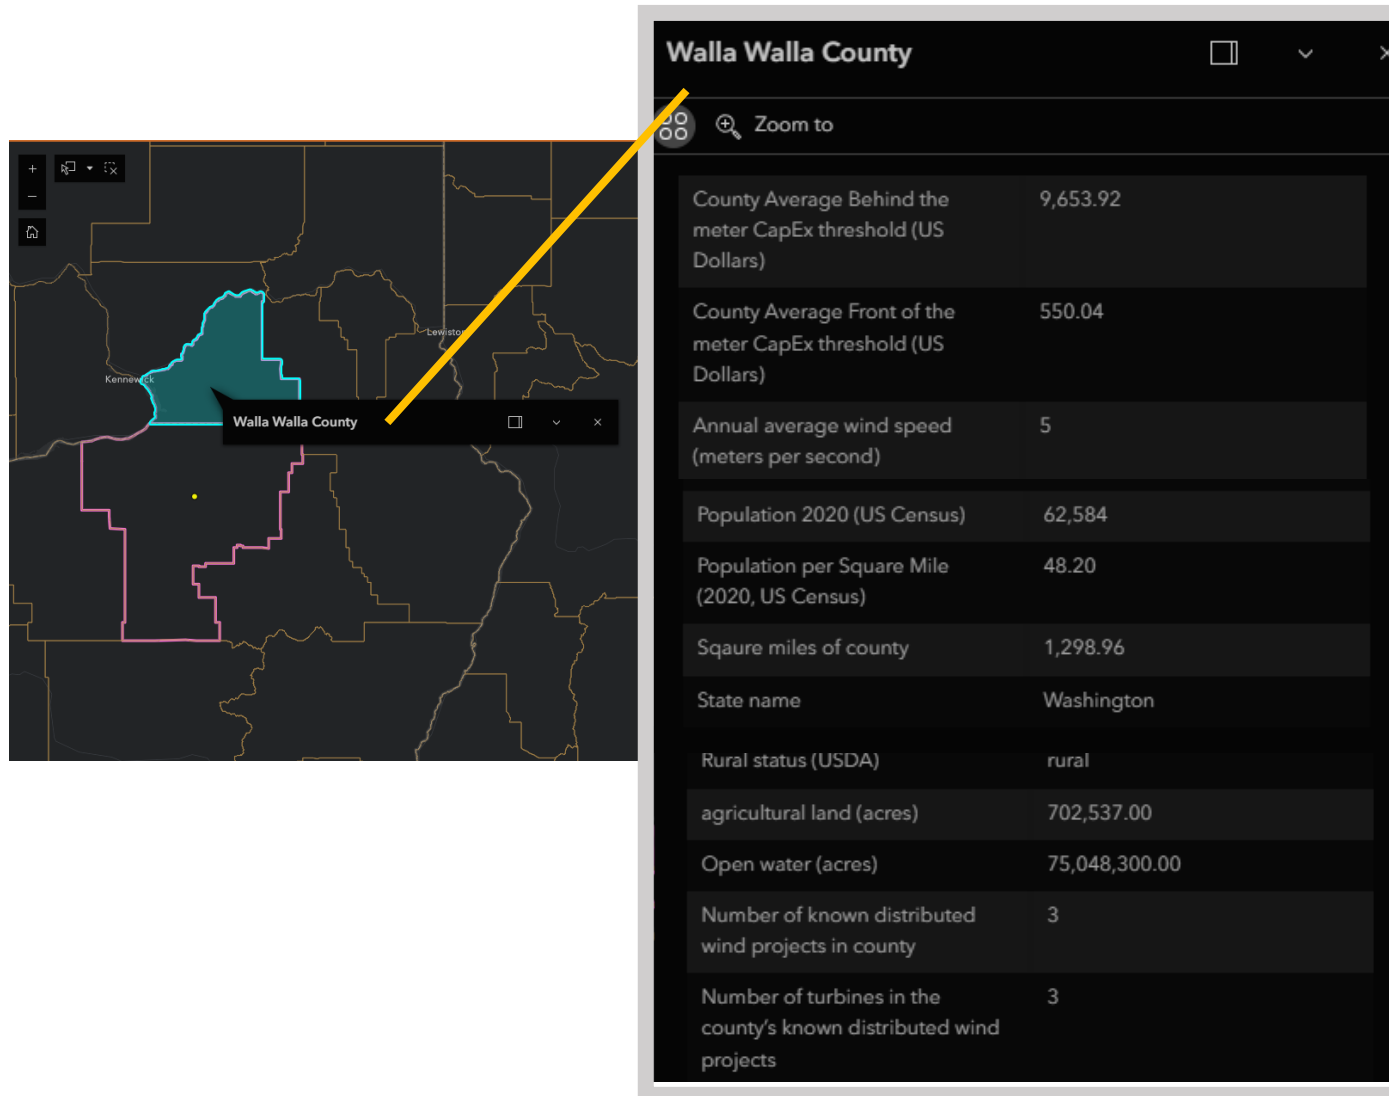 Walla Walla County
Zoom to
County Average Behind the
meter CapEx threshold (US
Dollars)
9,653.92
County Average Front of the
meter CapEx threshold (US
Dollars)
550.04
Annual average wind speed
(meters per second)
5
Population 2020 (US Census)
62,584
Population per Square Mile
(2020, US Census)
48.20
Sqaure miles of county
1,298.96
State name
Washington
Rural status (USDA)
rural
agricultural land (acres)
702,537.00
Open water (acres)
75,048,300.00
Number of known distributed
wind projects in county
3
Number of turbines in the
county's known distributed wind
projects
3
Lewiston
Kennewick
Walla Walla County